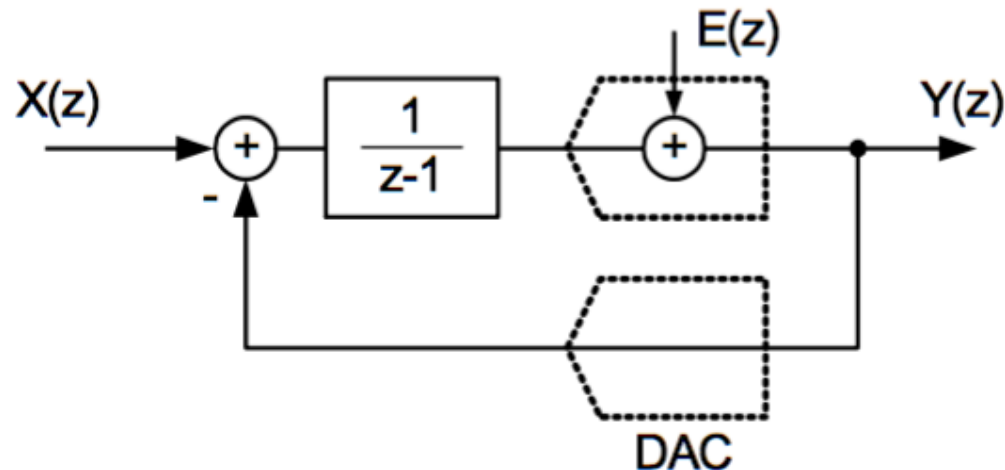 E(z)
X(z)
Y(z)
+
1
z-1
+
-
DAC